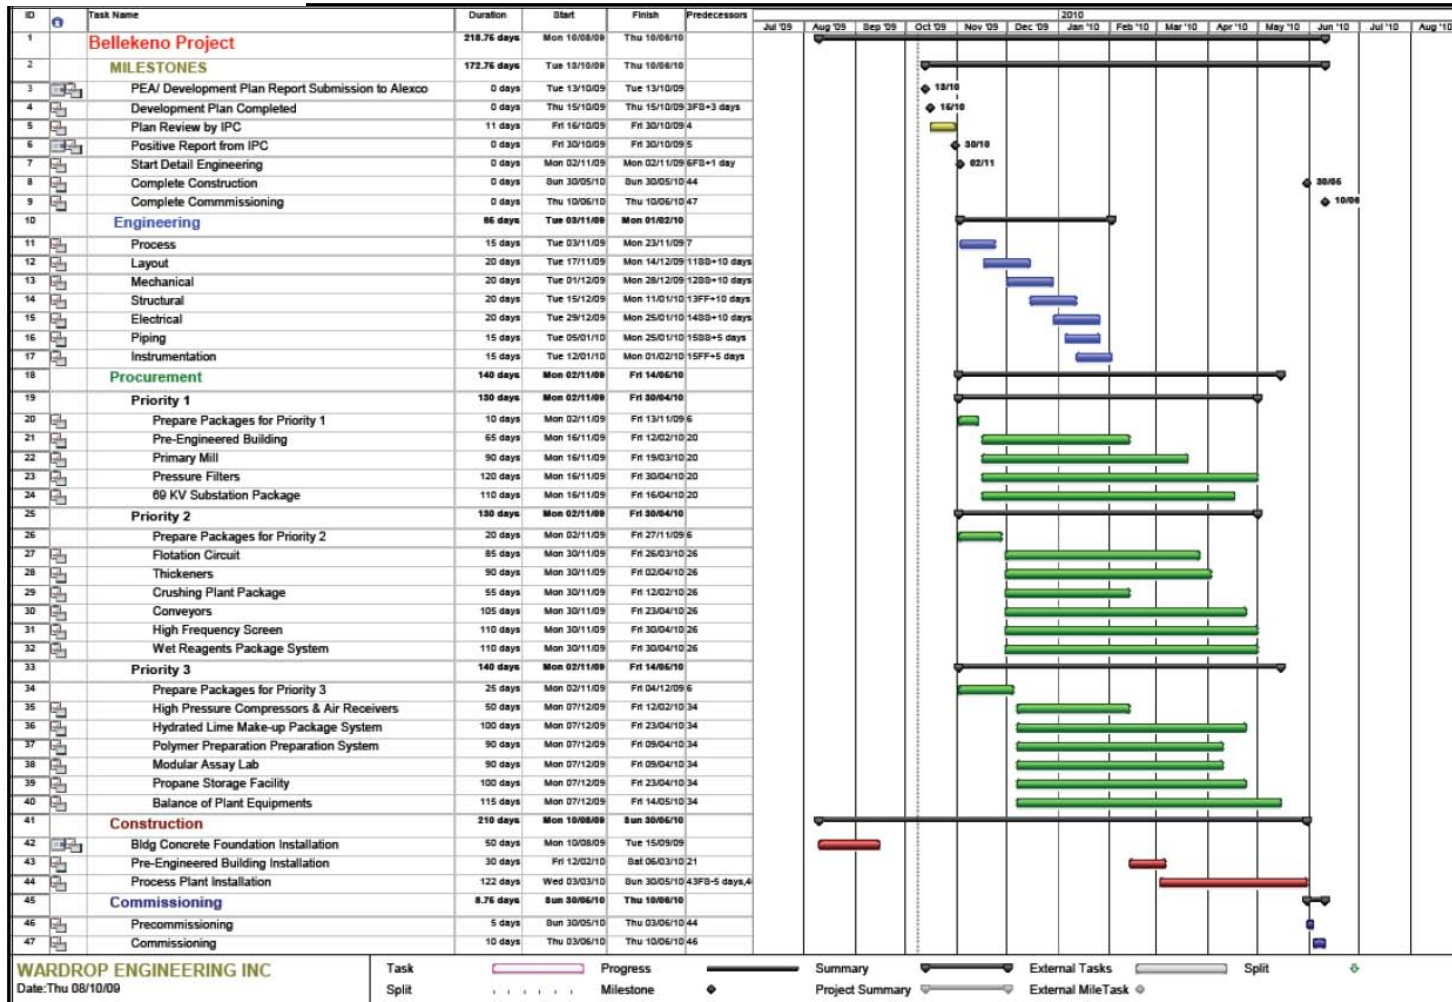 ID Task Name Duration Start Finish Predecessors 2010
Jul '09 Aug '09 Sep '09 Oct '09 Nov '09 Dec '09 Jan '10 Feb '10 Mar '10 Apr '10 May '10 Jun '10 Jul '10 Aug '10
1 Bellekeno Project 218.75 days Mon 10/08/09 Thu 10/06/10
2 MILESTONES 172.75 days Tue 13/10/09 Thu 10/06/10
3 PEA/ Development Plan Report Submission to Alexco 0 days Tue 13/10/09 Tue 13/10/09 13/10
4 Development Plan Completed 0 days Thu 15/10/09 Thu 15/10/09 3FS+3 days
5 Plan Review by IPC 11 days Fri 16/10/09 Fri 30/10/09 4
6 Positive Report from IPC 0 days Fri 30/10/09 Fri 30/10/09 5 30/10
7 Start Detail Engineering 0 days Mon 02/11/09 Mon 02/11/09 6FS+1 day 02/11
8 Complete Construction 0 days Sun 30/05/10 Sun 30/05/10 44 30/05
9 Complete Commmissioning 0 days Thu 10/06/10 Thu 10/06/10 47 10/06
10 Engineering Tue 03/11/09 Mon 01/02/10
11 Process 15 days Tue 03/11/09 Mon 23/11/09 7
12 Layout 20 days Tue 17/11/09 Mon 14/12/09 11SS+10 days
13 Mechanical 20 days Tue 01/12/09 Mon 28/12/09 12SS+10 days
14 Structural 20 days Tue 15/12/09 Mon 11/01/10 13FF+10 days
15 Electrical 20 days Tue 29/12/09 Mon 25/01/10 14SS+10 days
16 Piping 15 days Tue 05/01/10 Mon 25/01/10 15SS+5 days
17 Instrumentation 15 days Tue 12/01/10 Mon 01/02/10 15FF+5 days
18 Procurement 140 days Mon 02/11/09 Fri 14/05/10
19 Priority 1 130 days Mon 02/11/09 Fri 30/04/10
20 Prepare Packages for Priority 1 10 days Mon 02/11/09 Fri 13/11/09 6
21 Pre-Engineered Building 65 days Mon 16/11/09 Fri 12/02/10 20
22 Primary Mill 90 days Mon 16/11/09 Fri 19/03/10 20
23 Pressure Filters 120 days Mon 16/11/09 Fri 30/04/10 20
24 69 KV Substation Package 110 days Mon 16/11/09 Fri 16/04/10 20
25 Priority 2 130 days Mon 02/11/09 Fri 30/04/10
26 Prepare Packages for Priority 2 20 days Mon 02/11/09 Fri 27/11/09 6
27 Flotation Circuit 85 days Mon 30/11/09 Fri 26/03/10 26
28 Thickeners 90 days Mon 30/11/09 Fri 02/04/10 26
29 Crushing Plant Package 55 days Mon 30/11/09 Fri 12/02/10 26
30 Conveyors 105 days Mon 30/11/09 Fri 23/04/10 26
31 High Frequency Screen 110 days Mon 30/11/09 Fri 30/04/10 26
32 Wet Reagents Package System 110 days Mon 30/11/09 Fri 30/04/10 26
33 Priority 3 140 days Mon 02/11/09 Fri 14/05/10
34 Prepare Packages for Priority 3 25 days Mon 02/11/09 Fri 04/12/09 6
35 High Pressure Compressors & Air Receivers 50 days Mon 07/12/09 Fri 12/02/10 34
36 Hydrated Lime Make-up Package System 100 days Mon 07/12/09 Fri 23/04/10 34
37 Polymer Preparation Preparation System 90 days Mon 07/12/09 Fri 09/04/10 34
38 Modular Assay Lab 90 days Mon 07/12/09 Fri 09/04/10 34
39 Propane Storage Facility 100 days Mon 07/12/09 Fri 23/04/10 34
40 Balance of Plant Equipments 115 days Mon 07/12/09 Fri 14/05/10 34
41 Construction 210 days Mon 10/08/09 Sun 30/05/10
42 Bldg Concrete Foundation Installation 50 days Mon 10/08/09 Tue 15/09/09
43 Pre-Engineered Building Installation 30 days Fri 12/02/10 Sat 06/03/10 21
44 Process Plant Installation 122 days Wed 03/03/10 Sun 30/05/10 43FS-5 days,4
45 Commissioning 8.75 days Sun 30/05/10 Thu 10/06/10
46 Precommissioning 5 days Sun 30/05/10 Thu 03/06/10 44
47 Commissioning 10 days Thu 03/06/10 Thu 10/06/10 46
WARDROP ENGINEERING INC
Date:Thu 08/10/09
Task Progress Summary External Tasks Split
Split Milestone Project Summary External MileTask